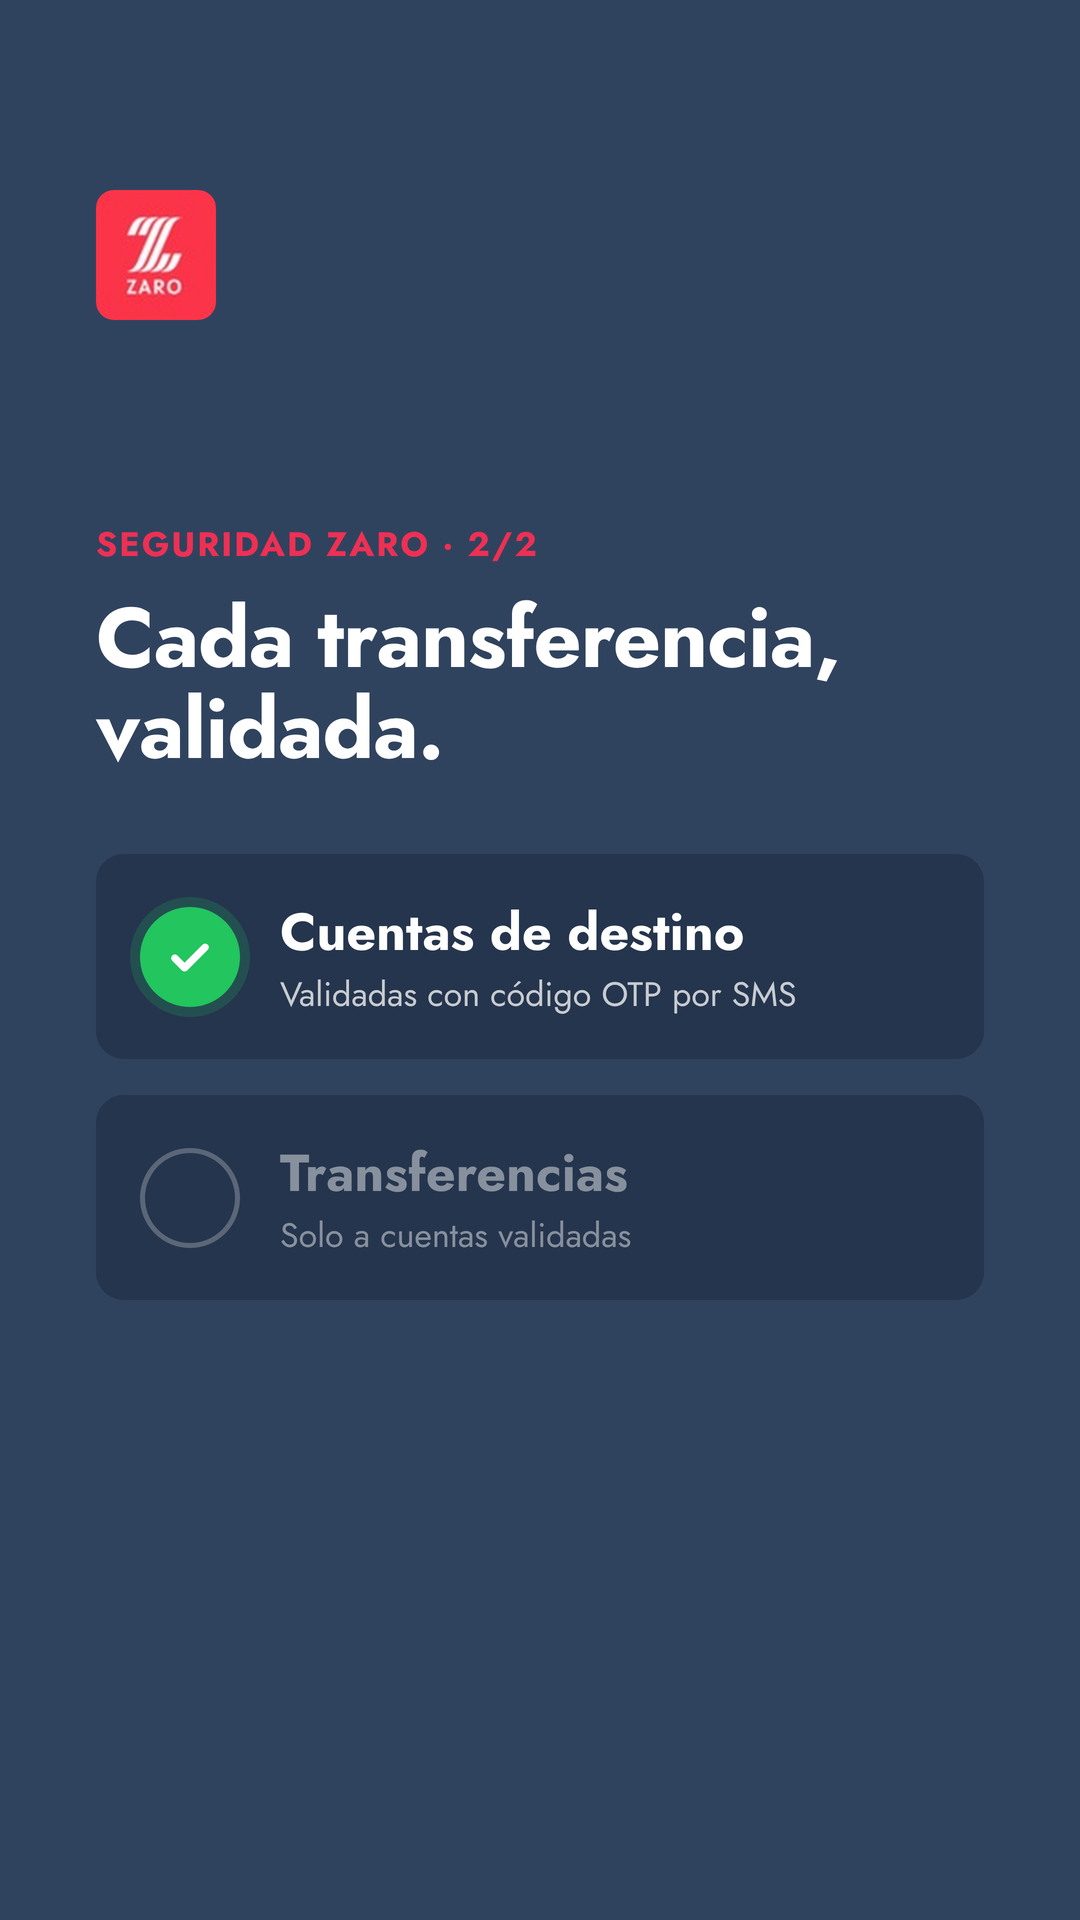 ZARO
SEGURIDAD ZARO · 2/2
Cada transferencia,
validada.
Cuentas de destino
Validadas con código OTP por SMS
Transferencias
Solo a cuentas validadas